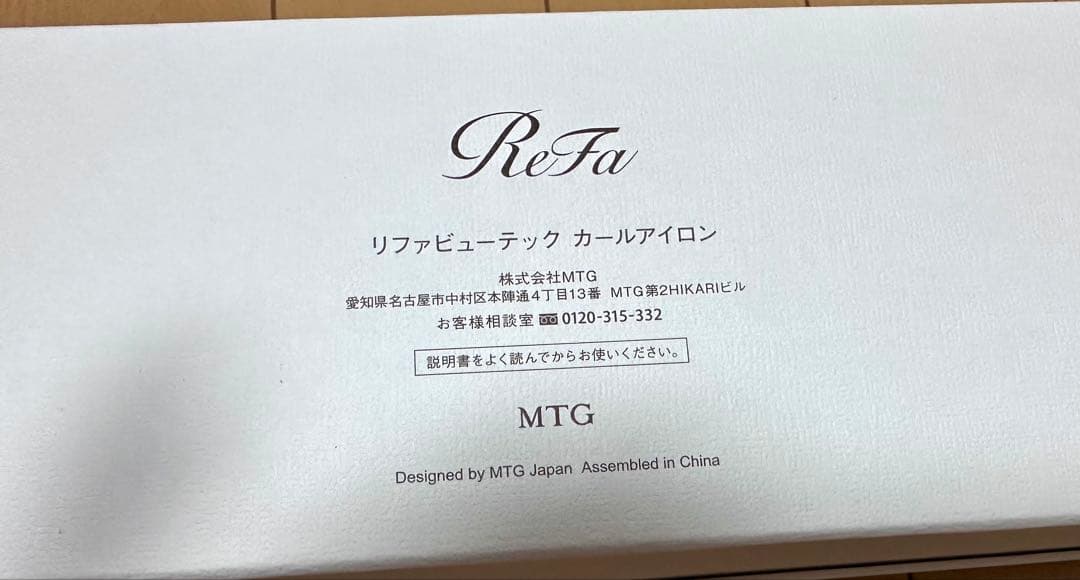 ReFa
リファビューテック カールアイロン
株式会社MTG
愛知県名古屋市中村区本陣通4丁目13番 MTG第2HIKARIビル
お客様相談室 0120-315-332
説明書をよく読んでからお使いください。
MTG
Designed by MTG Japan Assembled in China